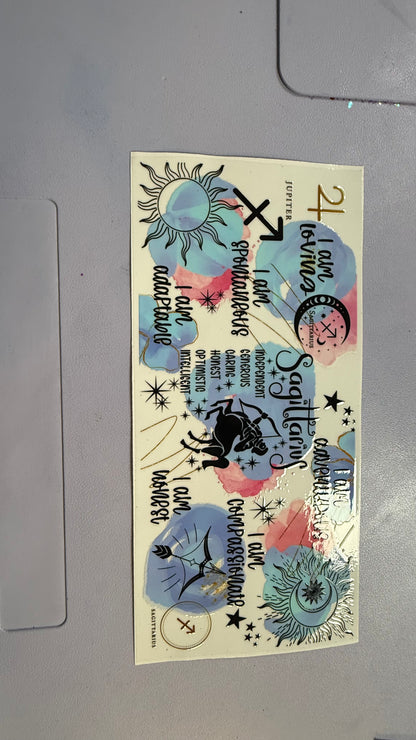 JUPITER
I am
loving
SAGITTARIUS
I am
adventurous
Sagittarius
I am
spontaneous
INDEPENDENT
GENEROUS
CARING
HONEST
OPTIMISTIC
INTELLIGENT
I am
compassionate
I am
adaptable
I am
honest
SAGITTARIUS